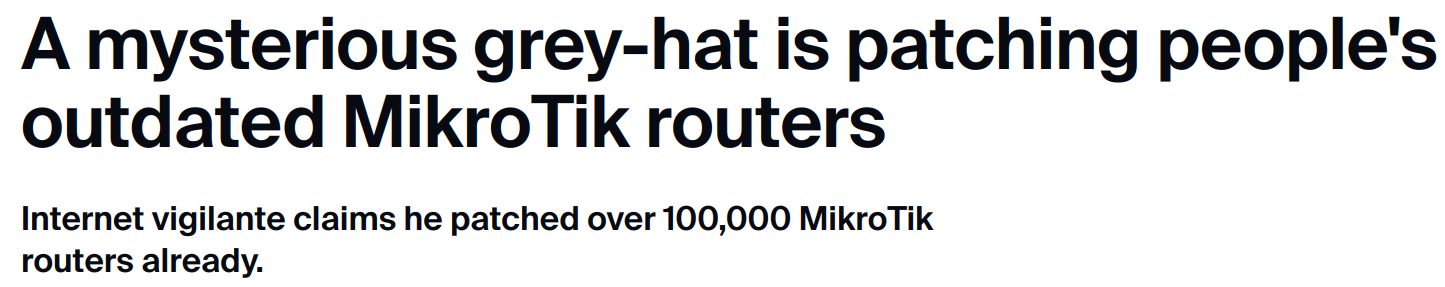 A mysterious grey-hat is patching people's
outdated MikroTik routers
Internet vigilante claims he patched over 100,000 MikroTik
routers already.